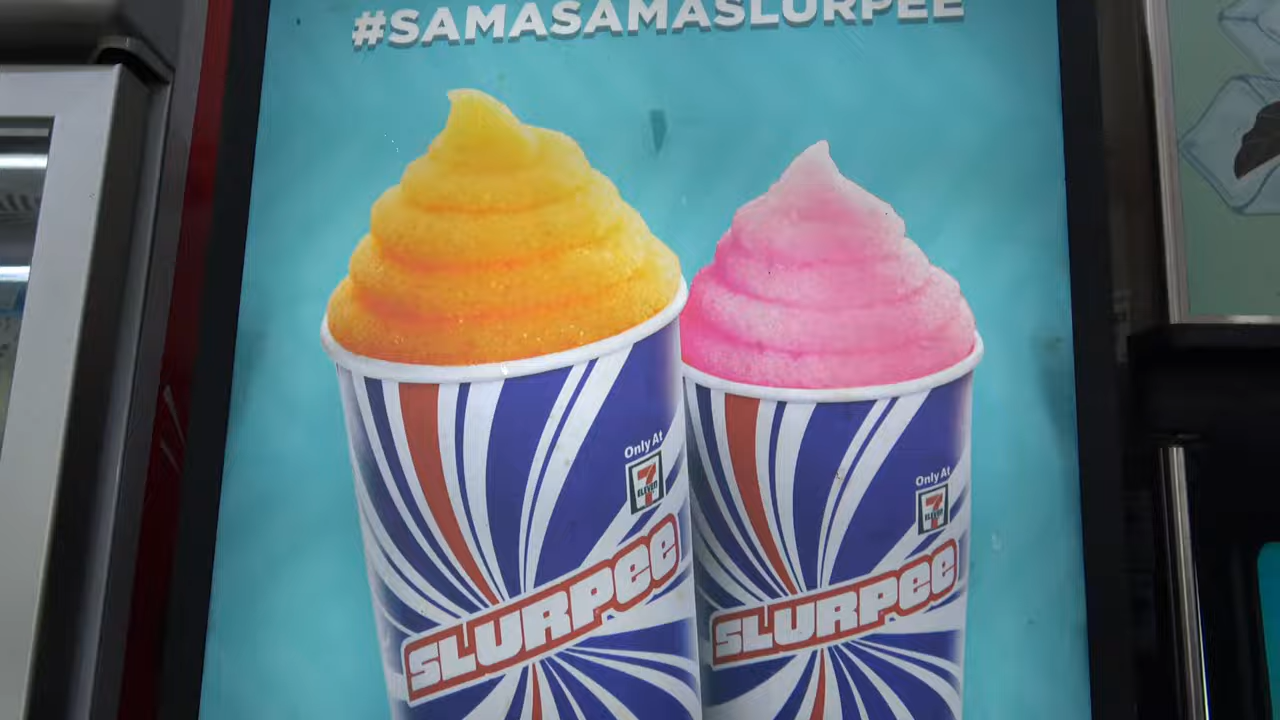 #SAMASAMASLURPEE
Only At
7
ELEVEN
SLURPEE
Only At
7
ELEVEN
SLURPEE